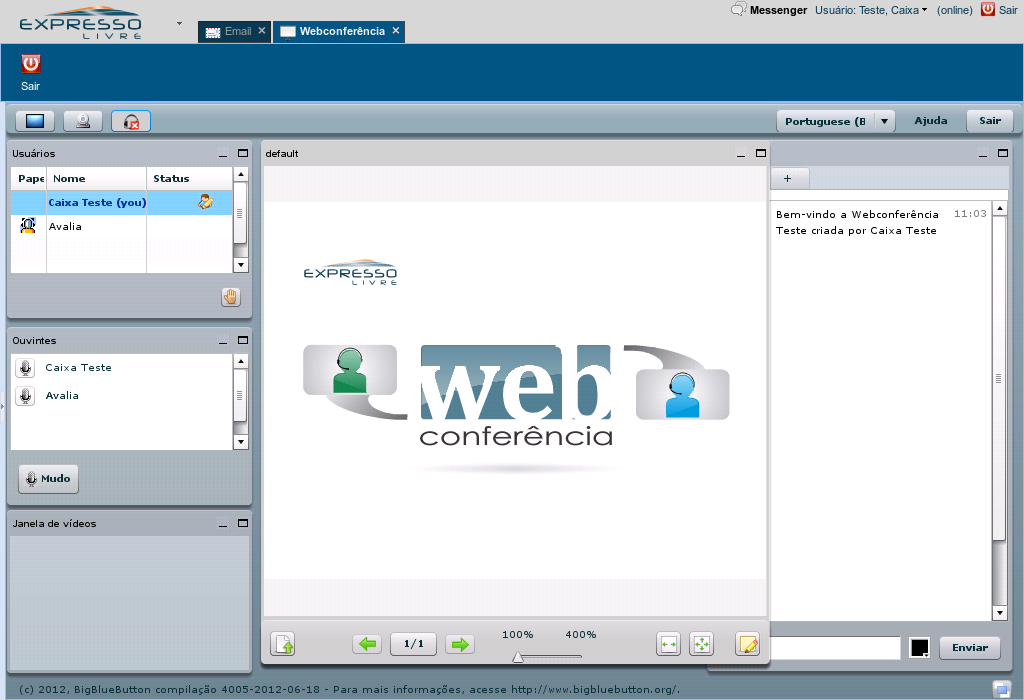 EXPRESSO
LIVRE
Email
Webconferência
Messenger
Usuário: Teste, Caixa
(online)
Sair
Sair
Portuguese (B
Ajuda
Sair
Usuários
Pape Nome Status
Caixa Teste (you)
Avalia
Ouvintes
Caixa Teste
Avalia
Mudo
Janela de vídeos
default
EXPRESSO
LIVRE
web
conferência
1/1
100% 400%
+
Bem-vindo a Webconferência 11:03
Teste criada por Caixa Teste
Enviar
(c) 2012, BigBlueButton compilação 4005-2012-06-18 - Para mais informações, acesse http://www.bigbluebutton.org/.